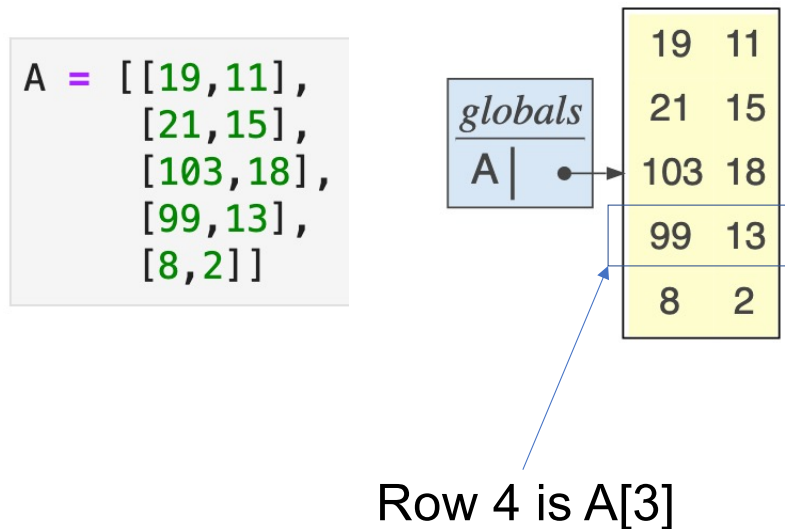 A = [[19,11],
[21,15],
[103,18],
[99,13],
[8,2]]
globals
A
19 11
21 15
103 18
99 13
8 2
Row 4 is A[3]